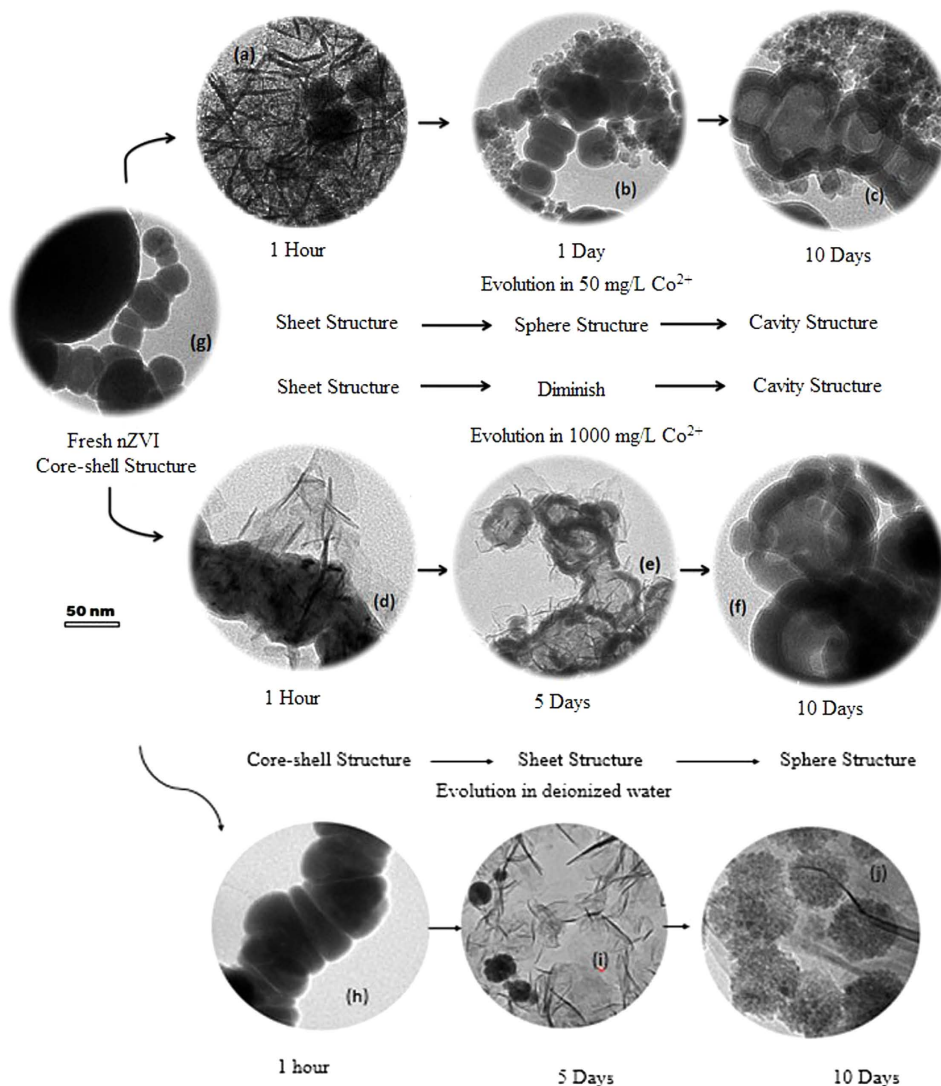 (a)
(b)
(c)
1 Hour
1 Day
10 Days
Evolution in 50 mg/L Co²⁺
(g)
Sheet Structure
Sphere Structure
Cavity Structure
Sheet Structure
Diminish
Cavity Structure
Evolution in 1000 mg/L Co²⁺
Fresh nZVI
Core-shell Structure
(d)
(e)
(f)
50 nm
1 Hour
5 Days
10 Days
Core-shell Structure
Sheet Structure
Sphere Structure
Evolution in deionized water
(h)
(i)
(j)
1 hour
5 Days
10 Days